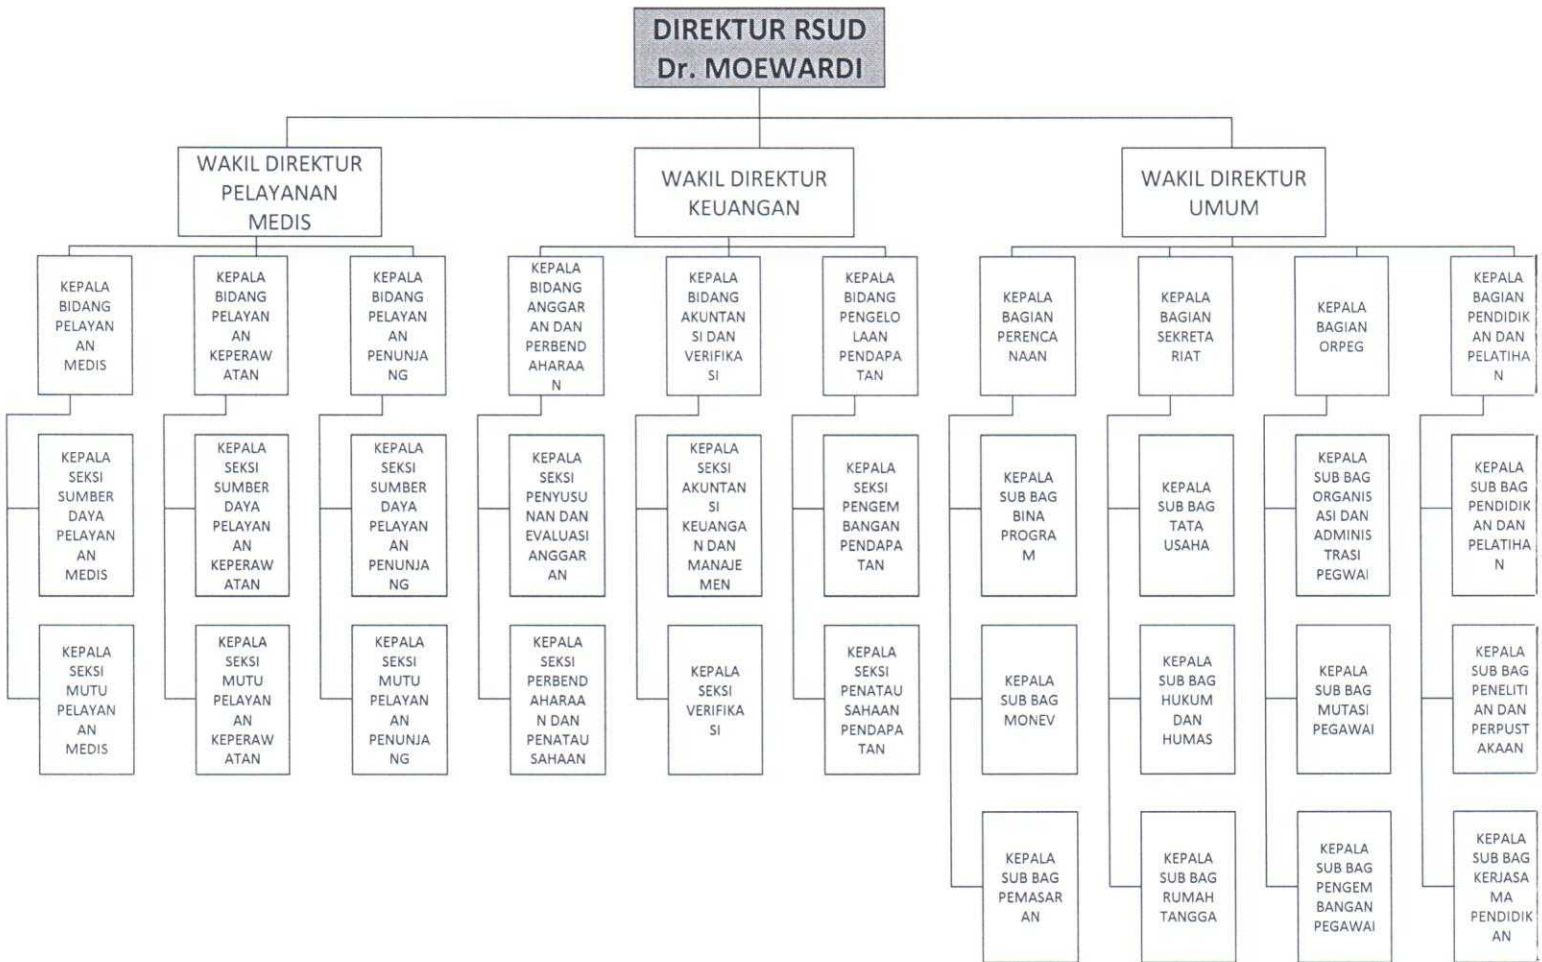 DIREKTUR RSUD
Dr. MOEWARDI
WAKIL DIREKTUR
PELAYANAN
MEDIS
WAKIL DIREKTUR
KEUANGAN
WAKIL DIREKTUR
UMUM
KEPALA
BIDANG
PELAYAN
AN
MEDIS
KEPALA
BIDANG
PELAYAN
AN
KEPERAW
ATAN
KEPALA
BIDANG
PELAYAN
AN
PENUNJA
NG
KEPALA
BIDANG
ANGGAR
AN DAN
PERBEND
AHARAA
N
KEPALA
BIDANG
AKUNTAN
SI DAN
VERIFIKA
SI
KEPALA
BIDANG
PENGELO
LAAN
PENDAPA
TAN
KEPALA
BAGIAN
PERENCA
NAAN
KEPALA
BAGIAN
SEKRETA
RIAT
KEPALA
BAGIAN
ORPEG
KEPALA
BAGIAN
PENDIDIK
AN DAN
PELATIHA
N
KEPALA
SEKSI
SUMBER
DAYA
PELAYAN
AN
MEDIS
KEPALA
SEKSI
SUMBER
DAYA
PELAYAN
AN
KEPERAW
ATAN
KEPALA
SEKSI
SUMBER
DAYA
PELAYAN
AN
PENUNJA
NG
KEPALA
SEKSI
PENYUSU
NAN DAN
EVALUASI
ANGGAR
AN
KEPALA
SEKSI
AKUNTAN
SI
KEUANGA
N DAN
MANAJE
MEN
KEPALA
SEKSI
PENGEM
BANGAN
PENDAPA
TAN
KEPALA
SUB BAG
BINA
PROGRA
M
KEPALA
SUB BAG
TATA
USAHA
KEPALA
SUB BAG
ORGANIS
ASI DAN
ADMINIS
TRASI
PEGWAI
KEPALA
SUB BAG
PENDIDIK
AN DAN
PELATIHA
N
KEPALA
SEKSI
MUTU
PELAYAN
AN
MEDIS
KEPALA
SEKSI
MUTU
PELAYAN
AN
KEPERAW
ATAN
KEPALA
SEKSI
MUTU
PELAYAN
AN
PENUNJA
NG
KEPALA
SEKSI
PERBEND
AHARAA
N DAN
PENATAU
SAHAAN
KEPALA
SEKSI
VERIFIKA
SI
KEPALA
SEKSI
PENATAU
SAHAAN
PENDAPA
TAN
KEPALA
SUB BAG
MONEV
KEPALA
SUB BAG
HUKUM
DAN
HUMAS
KEPALA
SUB BAG
MUTASI
PEGAWAI
KEPALA
SUB BAG
PENELITI
AN DAN
PERPUST
AKAAN
KEPALA
SUB BAG
PEMASAR
AN
KEPALA
SUB BAG
RUMAH
TANGGA
KEPALA
SUB BAG
PENGEM
BANGAN
PEGAWAI
KEPALA
SUB BAG
KERJASA
MA
PENDIDIK
AN